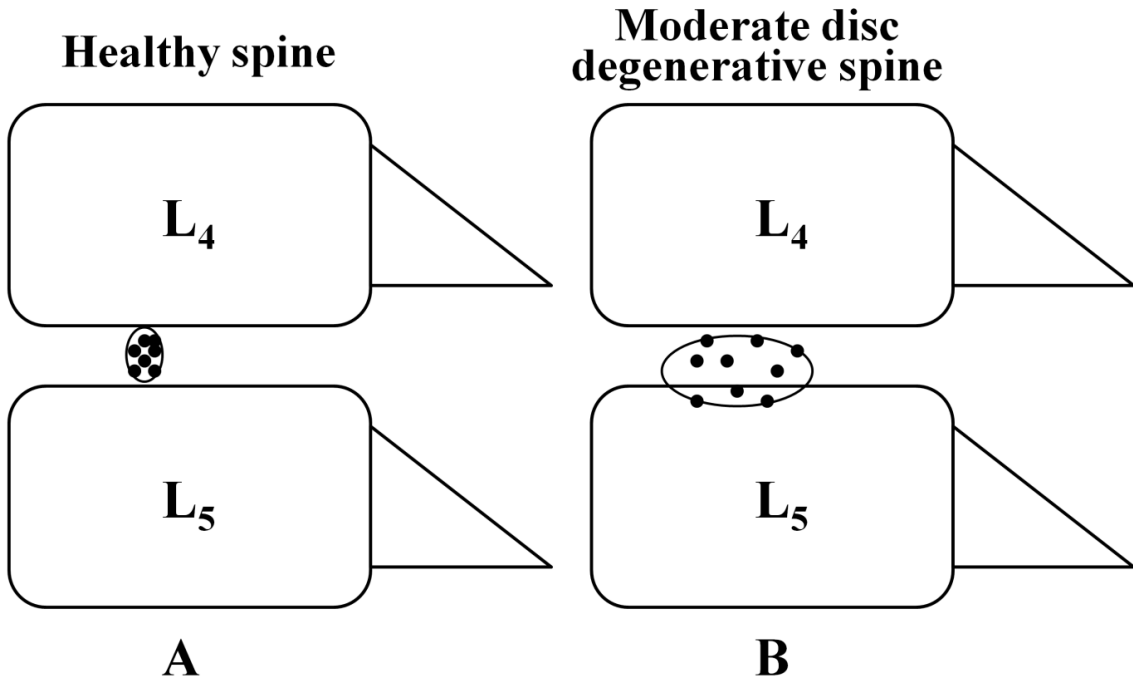 Healthy spine
Moderate disc
degenerative spine
L₄
L₄
L₅
L₅
A
B